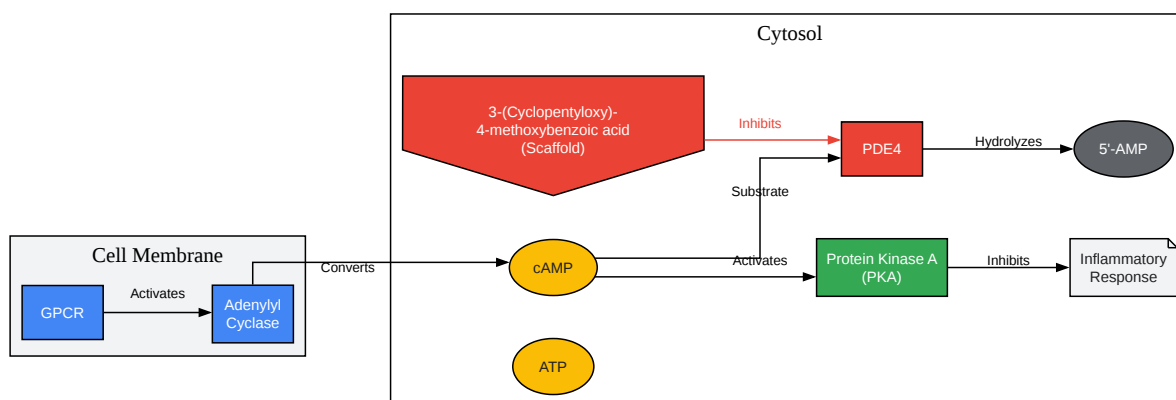 Cytosol
3-(Cyclopentyloxy)-
4-methoxybenzoic acid
(Scaffold)
Inhibits
PDE4
Hydrolyzes
5'-AMP
Substrate
Cell Membrane
GPCR
Activates
Adenylyl
Cyclase
Converts
cAMP
Activates
Protein Kinase A
(PKA)
Inhibits
Inflammatory
Response
ATP